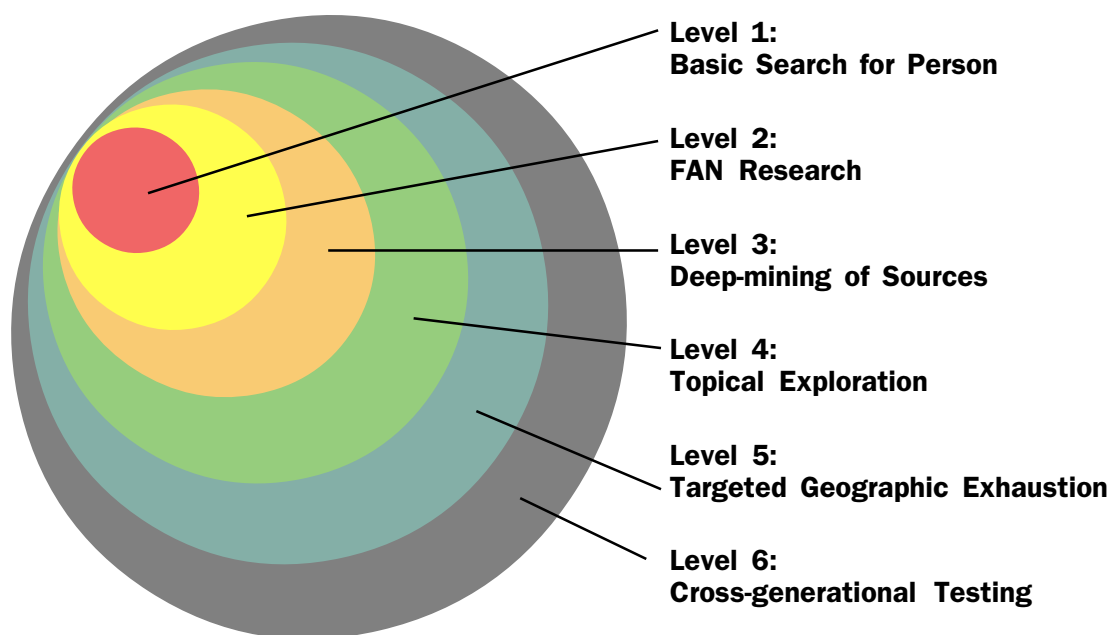 Level 1:
Basic Search for Person
Level 2:
FAN Research
Level 3:
Deep-mining of Sources
Level 4:
Topical Exploration
Level 5:
Targeted Geographic Exhaustion
Level 6:
Cross-generational Testing